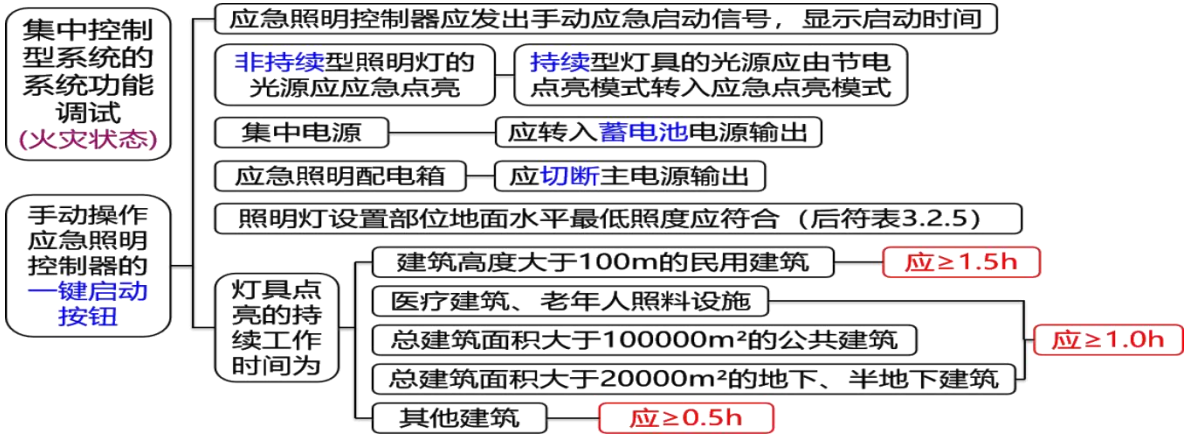 集中控制
型系统的
系统功能
调试
(火灾状态)
手动操作
应急照明
控制器的
一键启动
按钮
应急照明控制器应发出手动应急启动信号，显示启动时间
非持续型照明灯的
光源应应急点亮
持续型灯具的光源应由节电
点亮模式转入应急点亮模式
集中电源
应转入蓄电池电源输出
应急照明配电箱
应切断主电源输出
照明灯设置部位地面水平最低照度应符合（后符表3.2.5）
灯具点
亮的持
续工作
时间为
建筑高度大于100m的民用建筑
应≥1.5h
医疗建筑、老年人照料设施
总建筑面积大于100000m²的公共建筑
总建筑面积大于20000m²的地下、半地下建筑
应≥1.0h
其他建筑
应≥0.5h